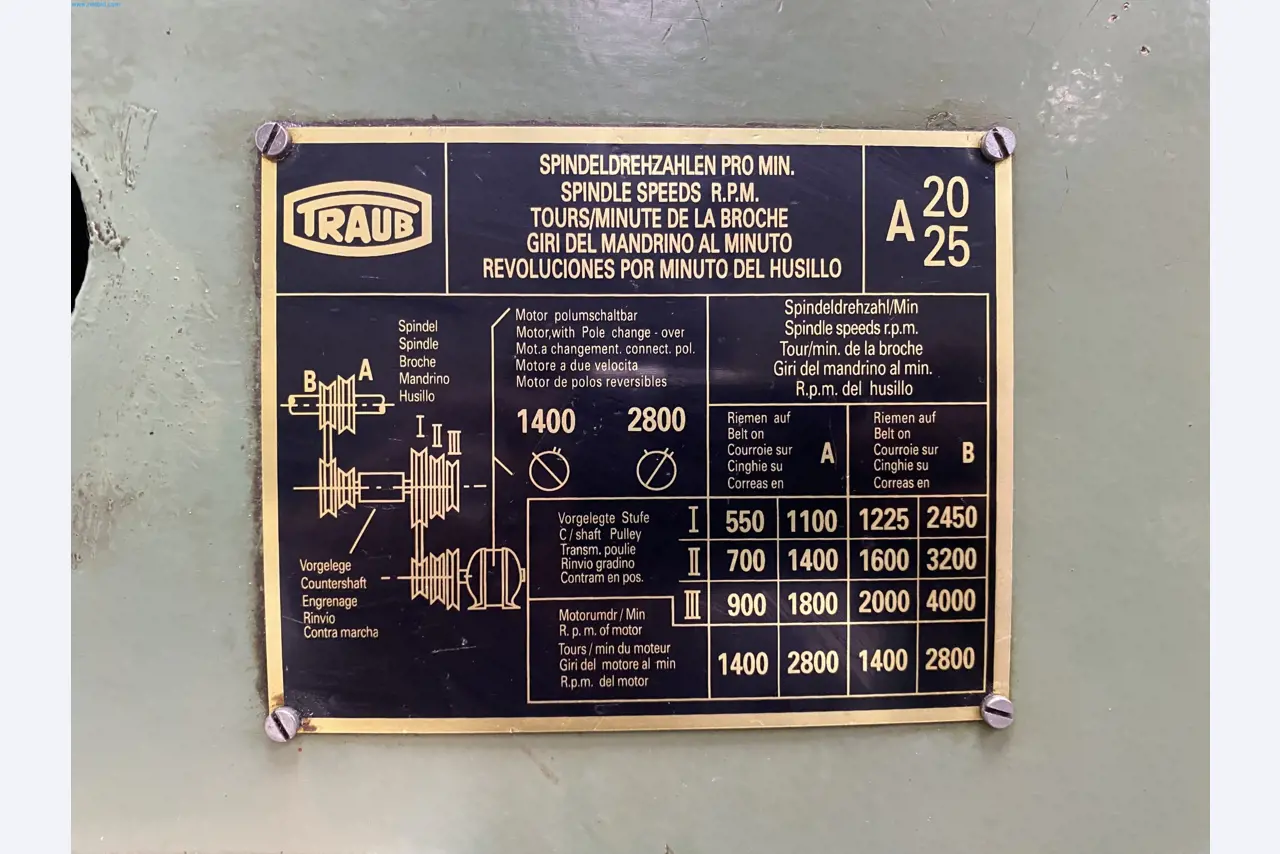 TRAUB
SPINDELDREHZAHLEN PRO MIN.
SPINDLE SPEEDS R.P.M.
TOURS/MINUTE DE LA BROCHE
GIRI DEL MANDRINO AL MINUTO
REVOLUCIONES POR MINUTO DEL HUSILLO
A 20
25
Spindel
Spindle
Broche
Mandrino
Husillo
B A
I II III
Vorgelege
Countershaft
Engrenage
Rinvio
Contra marcha
Motor polumschaltbar
Motor,with Pole change - over
Mot.a changement. connect. pol.
Motore a due velocita
Motor de polos reversibles
1400 2800
Spindeldrehzahl/Min
Spindle speeds r.p.m.
Tour/min. de la broche
Giri del mandrino al min.
R.p.m. del husillo
Riemen auf
Belt on
Courroie sur
Cinghie su
Correas en
A
Riemen auf
Belt on
Courroie sur
Cinghie su
Correas en
B
Vorgelegte Stufe
C/shaft Pulley
Transm. poulie
Rinvio gradino
Contram en pos.
I 550 1100 1225 2450
II 700 1400 1600 3200
III 900 1800 2000 4000
Motorumdr/Min
R.p.m. of motor
Tours/min du moteur
Giri del motore al min
R.p.m. del motor
1400 2800 1400 2800